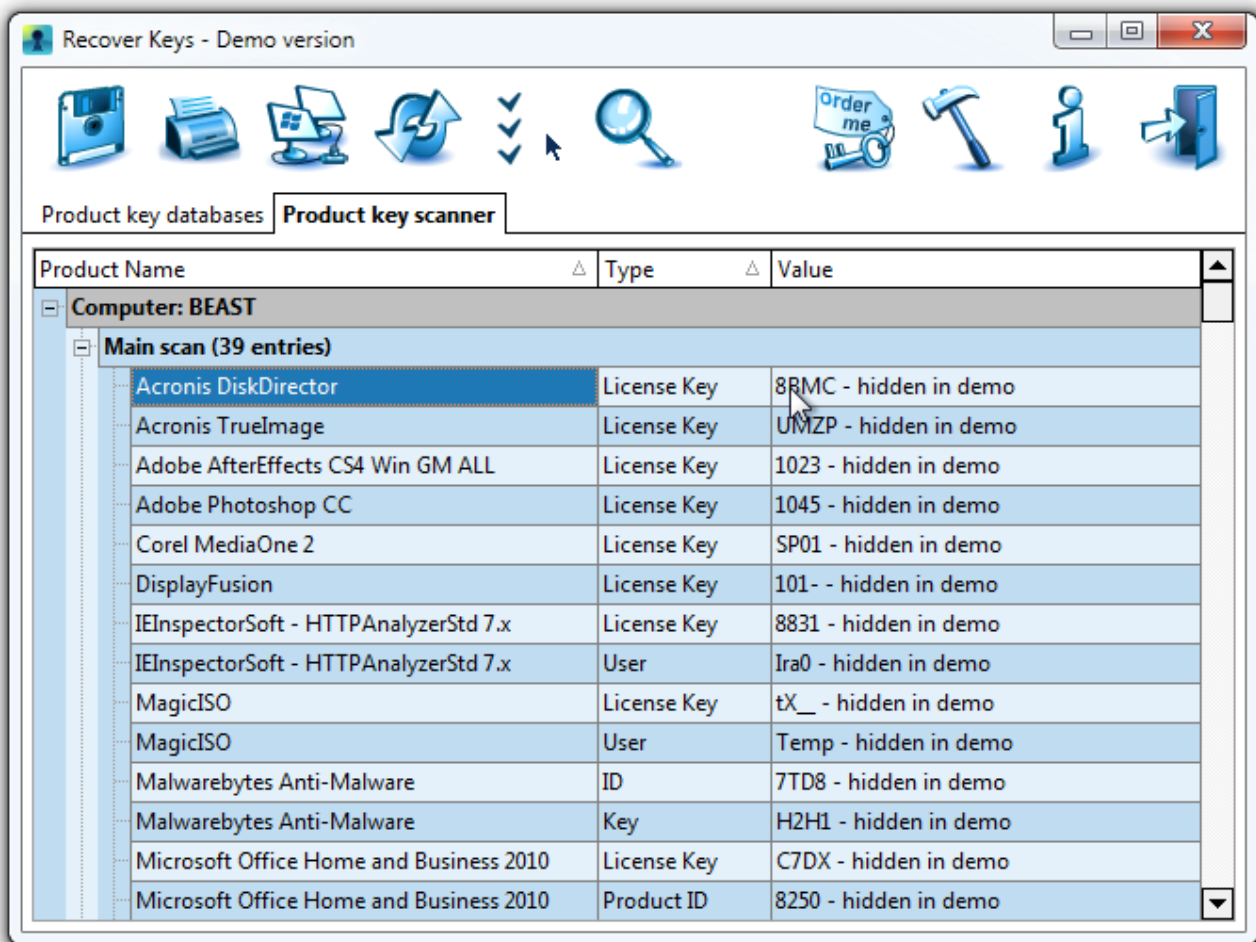 Recover Keys - Demo version
order
me
Product key databases Product key scanner
Product Name Type Value
Computer: BEAST
Main scan (39 entries)
Acronis DiskDirector License Key 8BMC - hidden in demo
Acronis TrueImage License Key UMZP - hidden in demo
Adobe AfterEffects CS4 Win GM ALL License Key 1023 - hidden in demo
Adobe Photoshop CC License Key 1045 - hidden in demo
Corel MediaOne 2 License Key SP01 - hidden in demo
DisplayFusion License Key 101- - hidden in demo
IEInspectorSoft - HTTPAnalyzerStd 7.x License Key 8831 - hidden in demo
IEInspectorSoft - HTTPAnalyzerStd 7.x User Ira0 - hidden in demo
MagicISO License Key tX__ - hidden in demo
MagicISO User Temp - hidden in demo
Malwarebytes Anti-Malware ID 7TD8 - hidden in demo
Malwarebytes Anti-Malware Key H2H1 - hidden in demo
Microsoft Office Home and Business 2010 License Key C7DX - hidden in demo
Microsoft Office Home and Business 2010 Product ID 8250 - hidden in demo